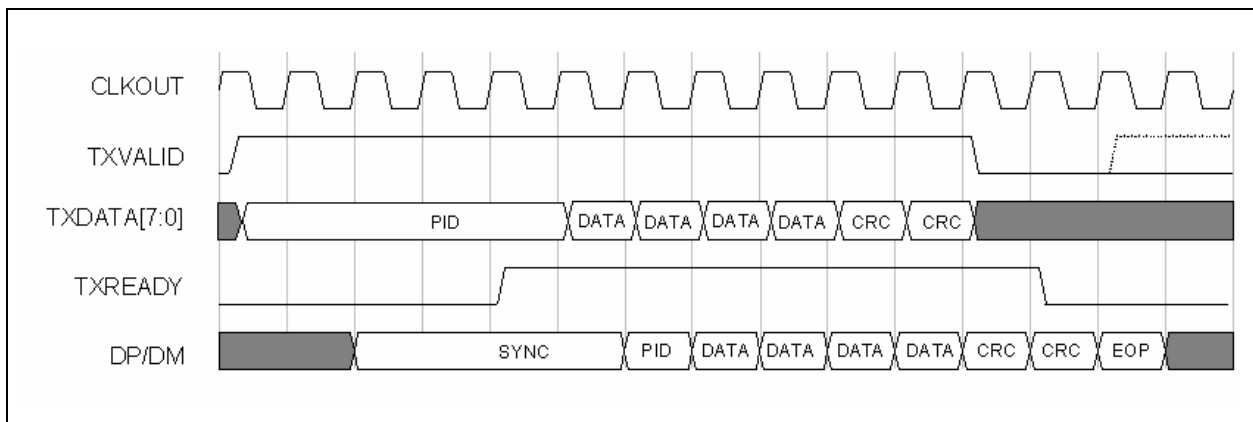 CLKOUT
TXVALID
TXDATA[7:0] PID DATA DATA DATA DATA CRC CRC
TXREADY
DP/DM SYNC PID DATA DATA DATA DATA CRC CRC EOP